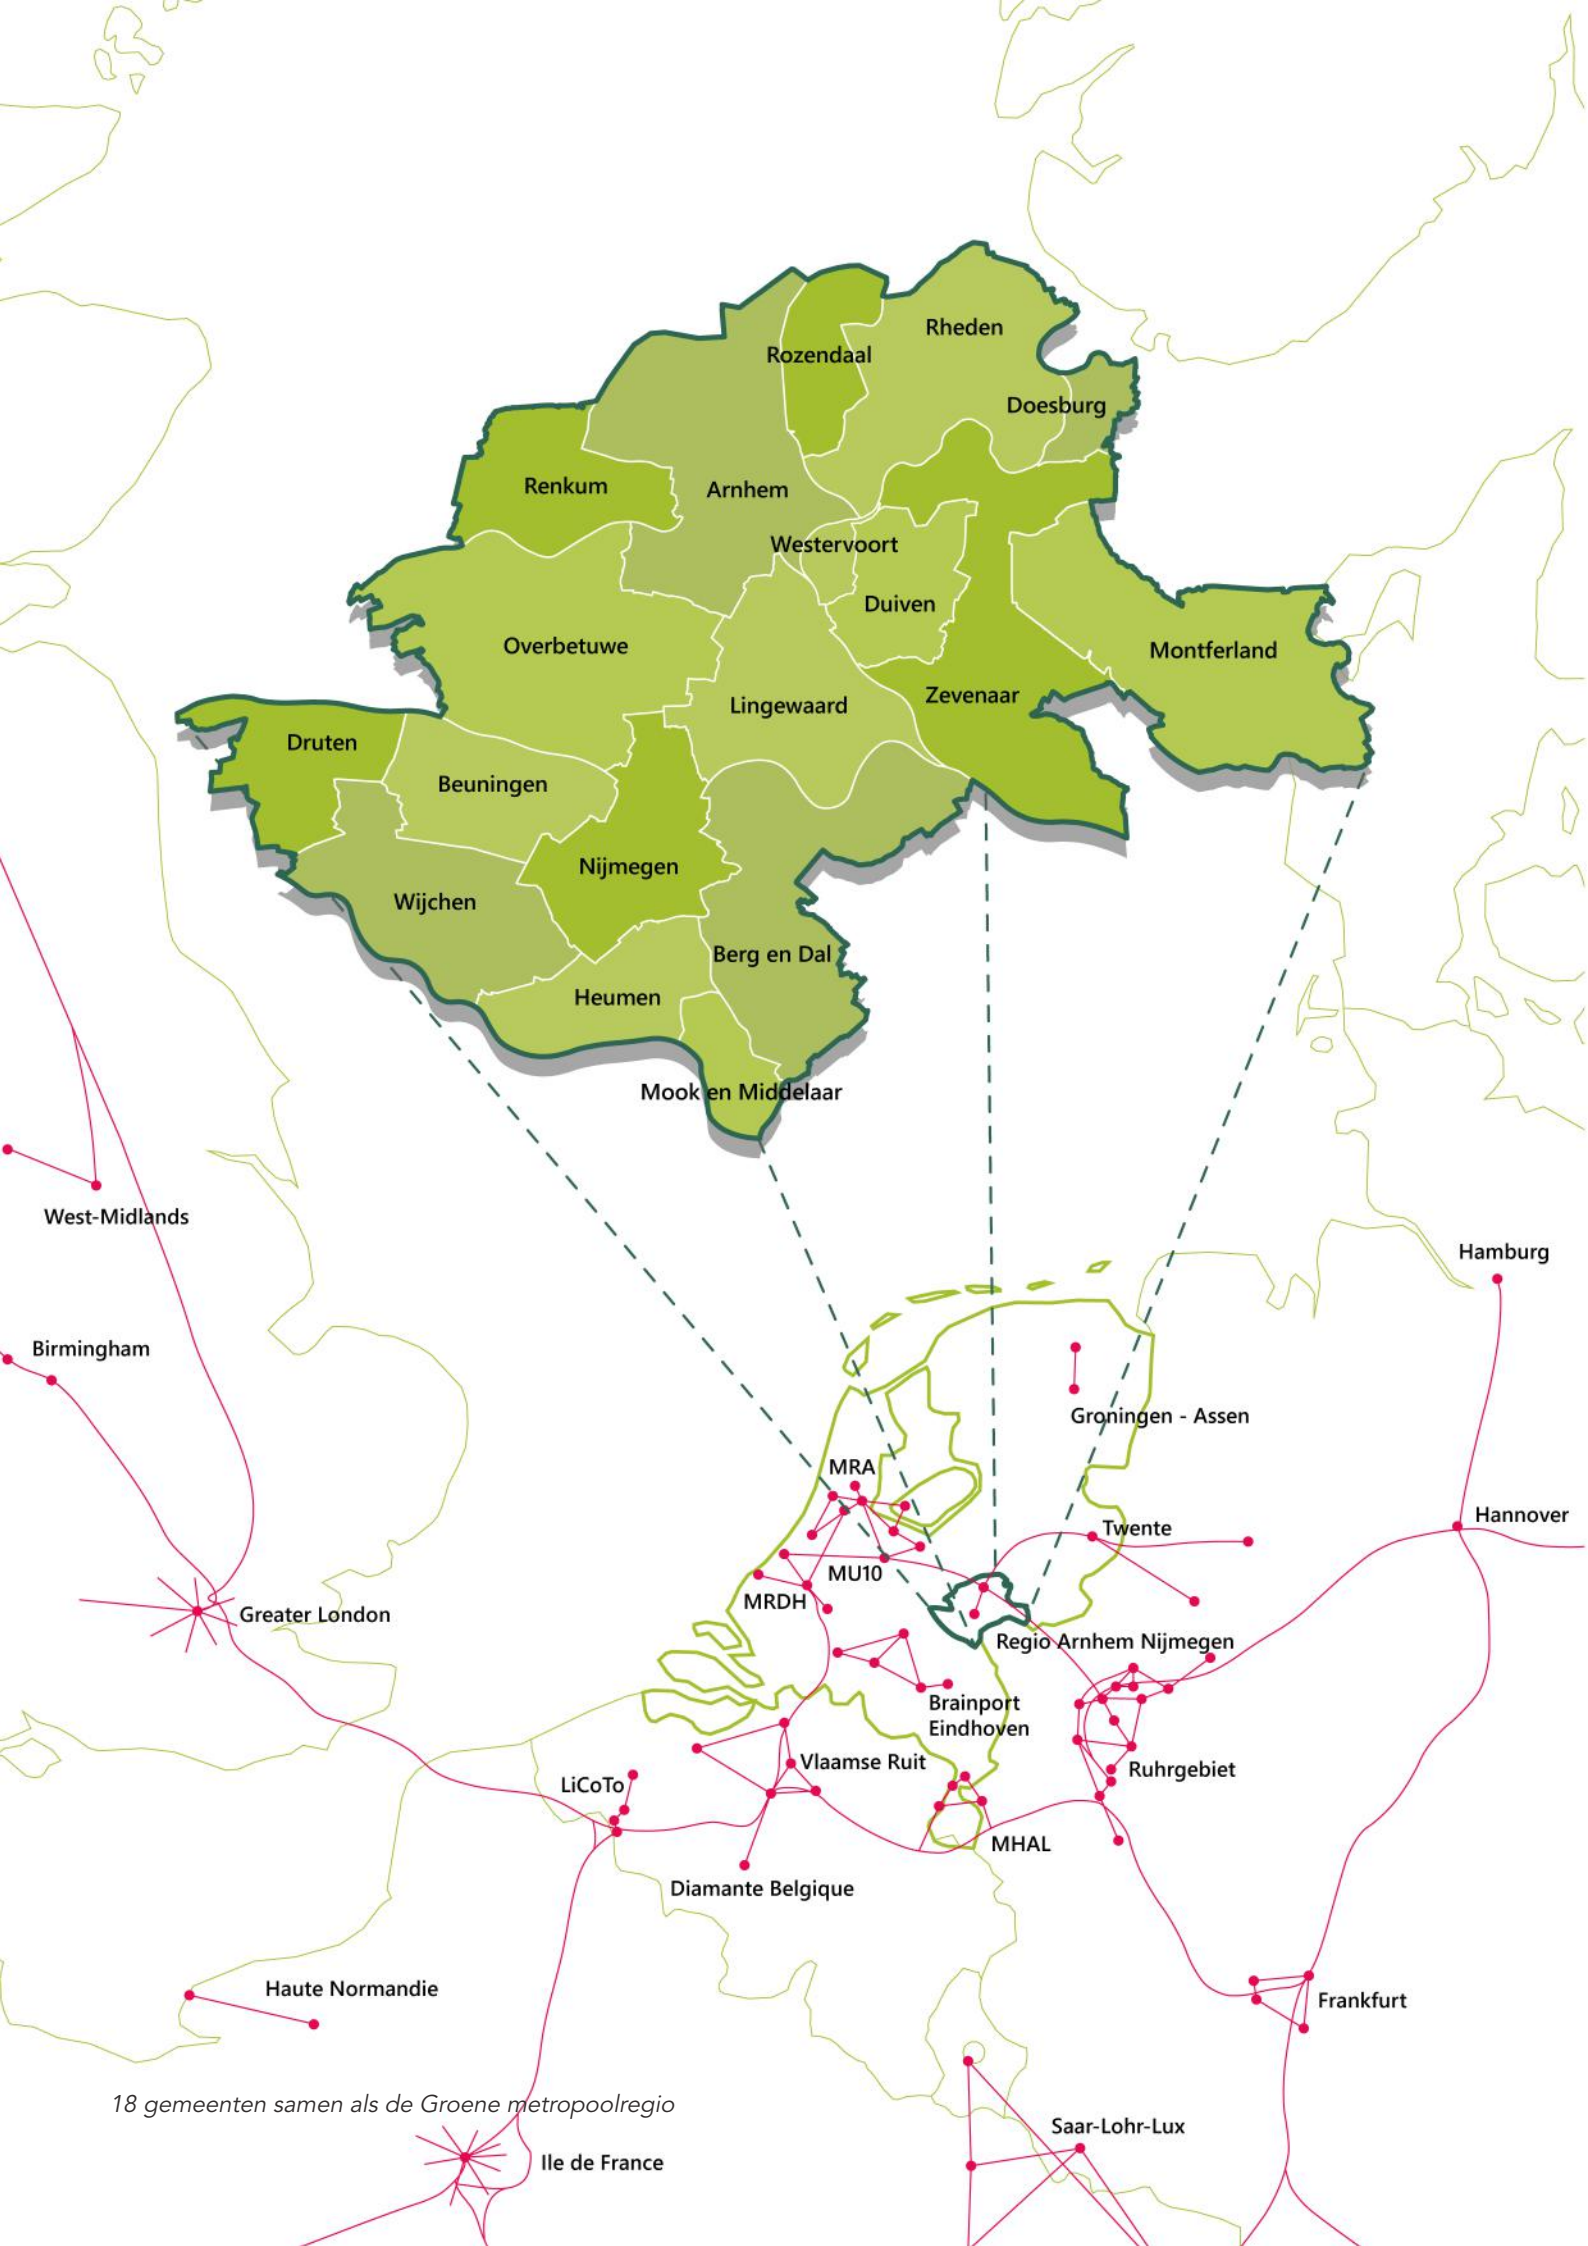 Rheden
Rozendaal
Doesburg
Renkum
Arnhem
Westervoort
Duiven
Overbetuwe
Montferland
Zevenaar
Lingewaard
Druten
Beuningen
Nijmegen
Wijchen
Berg en Dal
Heumen
Mook en Middelaar
West-Midlands
Hamburg
Birmingham
Groningen - Assen
MRA
Hannover
Twente
MU10
MRDH
Greater London
Regio Arnhem Nijmegen
Brainport
Eindhoven
Vlaamse Ruit
Ruhrgebiet
LiCoTo
MHAL
Diamante Belgique
Haute Normandie
Frankfurt
18 gemeenten samen als de Groene metropoolregio
Saar-Lohr-Lux
Ile de France